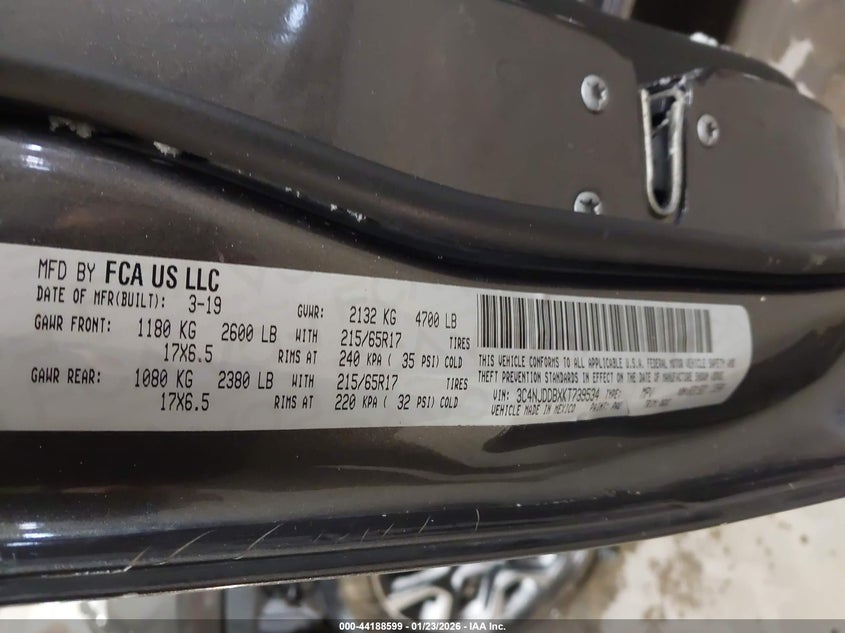 MFD BY FCA US LLC
DATE OF MFR(BUILT): 3-19 GVWR: 2132 KG 4700 LB
GAWR FRONT: 1180 KG 2600 LB WITH 215/65R17 TIRES
17X6.5 RIMS AT 240 KPA ( 35 PSI) COLD
GAWR REAR: 1080 KG 2380 LB WITH 215/65R17 TIRES
17X6.5 RIMS AT 220 KPA ( 32 PSI) COLD
THIS VEHICLE CONFORMS TO ALL APPLICABLE U.S.A. FEDERAL MOTOR VEHICLE SAFETY AND
THEFT PREVENTION STANDARDS IN EFFECT ON THE DATE OF MANUFACTURE SHOWN ABOVE.
VIN: 3C4NJDDBXKT739534 TYPE: MPV
VEHICLE MADE IN MEXICO PAINT: TRIM:
000-44188599 — 01/23/2026 — IAA Inc.